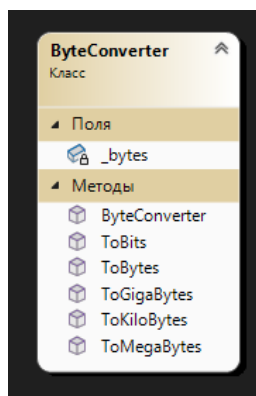 ByteConverter
Класс
Поля
_bytes
Методы
ByteConverter
ToBits
ToBytes
ToGigaBytes
ToKiloBytes
ToMegaBytes